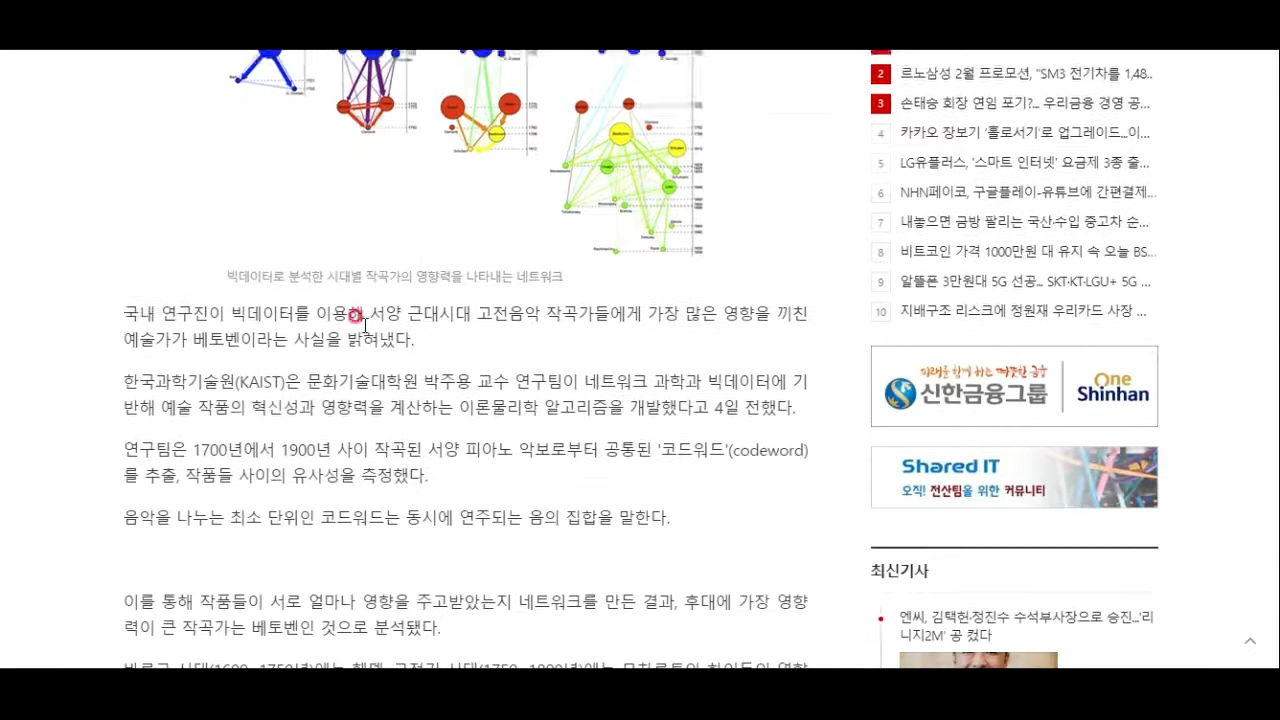 빅데이터로 분석한 시대별 작곡가의 영향력을 나타내는 네트워크
국내 연구진이 빅데이터를 이용해 서양 근대시대 고전음악 작곡가들에게 가장 많은 영향을 끼친
예술가가 베토벤이라는 사실을 밝혀냈다.
한국과학기술원(KAIST)은 문화기술대학원 박주용 교수 연구팀이 네트워크 과학과 빅데이터에 기
반해 예술 작품의 혁신성과 영향력을 계산하는 이론물리학 알고리즘을 개발했다고 4일 전했다.
연구팀은 1700년에서 1900년 사이 작곡된 서양 피아노 악보로부터 공통된 '코드워드'(codeword)
를 추출, 작품들 사이의 유사성을 측정했다.
음악을 나누는 최소 단위인 코드워드는 동시에 연주되는 음의 집합을 말한다.
이를 통해 작품들이 서로 얼마나 영향을 주고받았는지 네트워크를 만든 결과, 후대에 가장 영향
력이 큰 작곡가는 베토벤인 것으로 분석됐다.
2 르노삼성 2월 프로모션, "SM3 전기차를 1,48..
3 손태승 회장 연임 포기?... 우리금융 경영 공...
4 카카오 장보기 '홀로서기'로 업그레이드...이...
5 LG유플러스, '스마트 인터넷' 요금제 3종 출...
6 NHN페이코, 구글플레이-유튜브에 간편결제...
7 내놓으면 금방 팔리는 국산·수입 중고차 순...
8 비트코인 가격 1000만원 대 유지 속 오늘 BS...
9 알뜰폰 3만원대 5G 선공... SKT·KT·LGU+ 5G ...
10 지배구조 리스크에 정원재 우리카드 사장 ...
미래를 함께 하는 따뜻한 금융
신한금융그룹
One
Shinhan
Shared IT
오직! 전산팀을 위한 커뮤니티
최신기사
엔씨, 김택헌·정진수 수석부사장으로 승진...'리
니지2M' 공 컸다